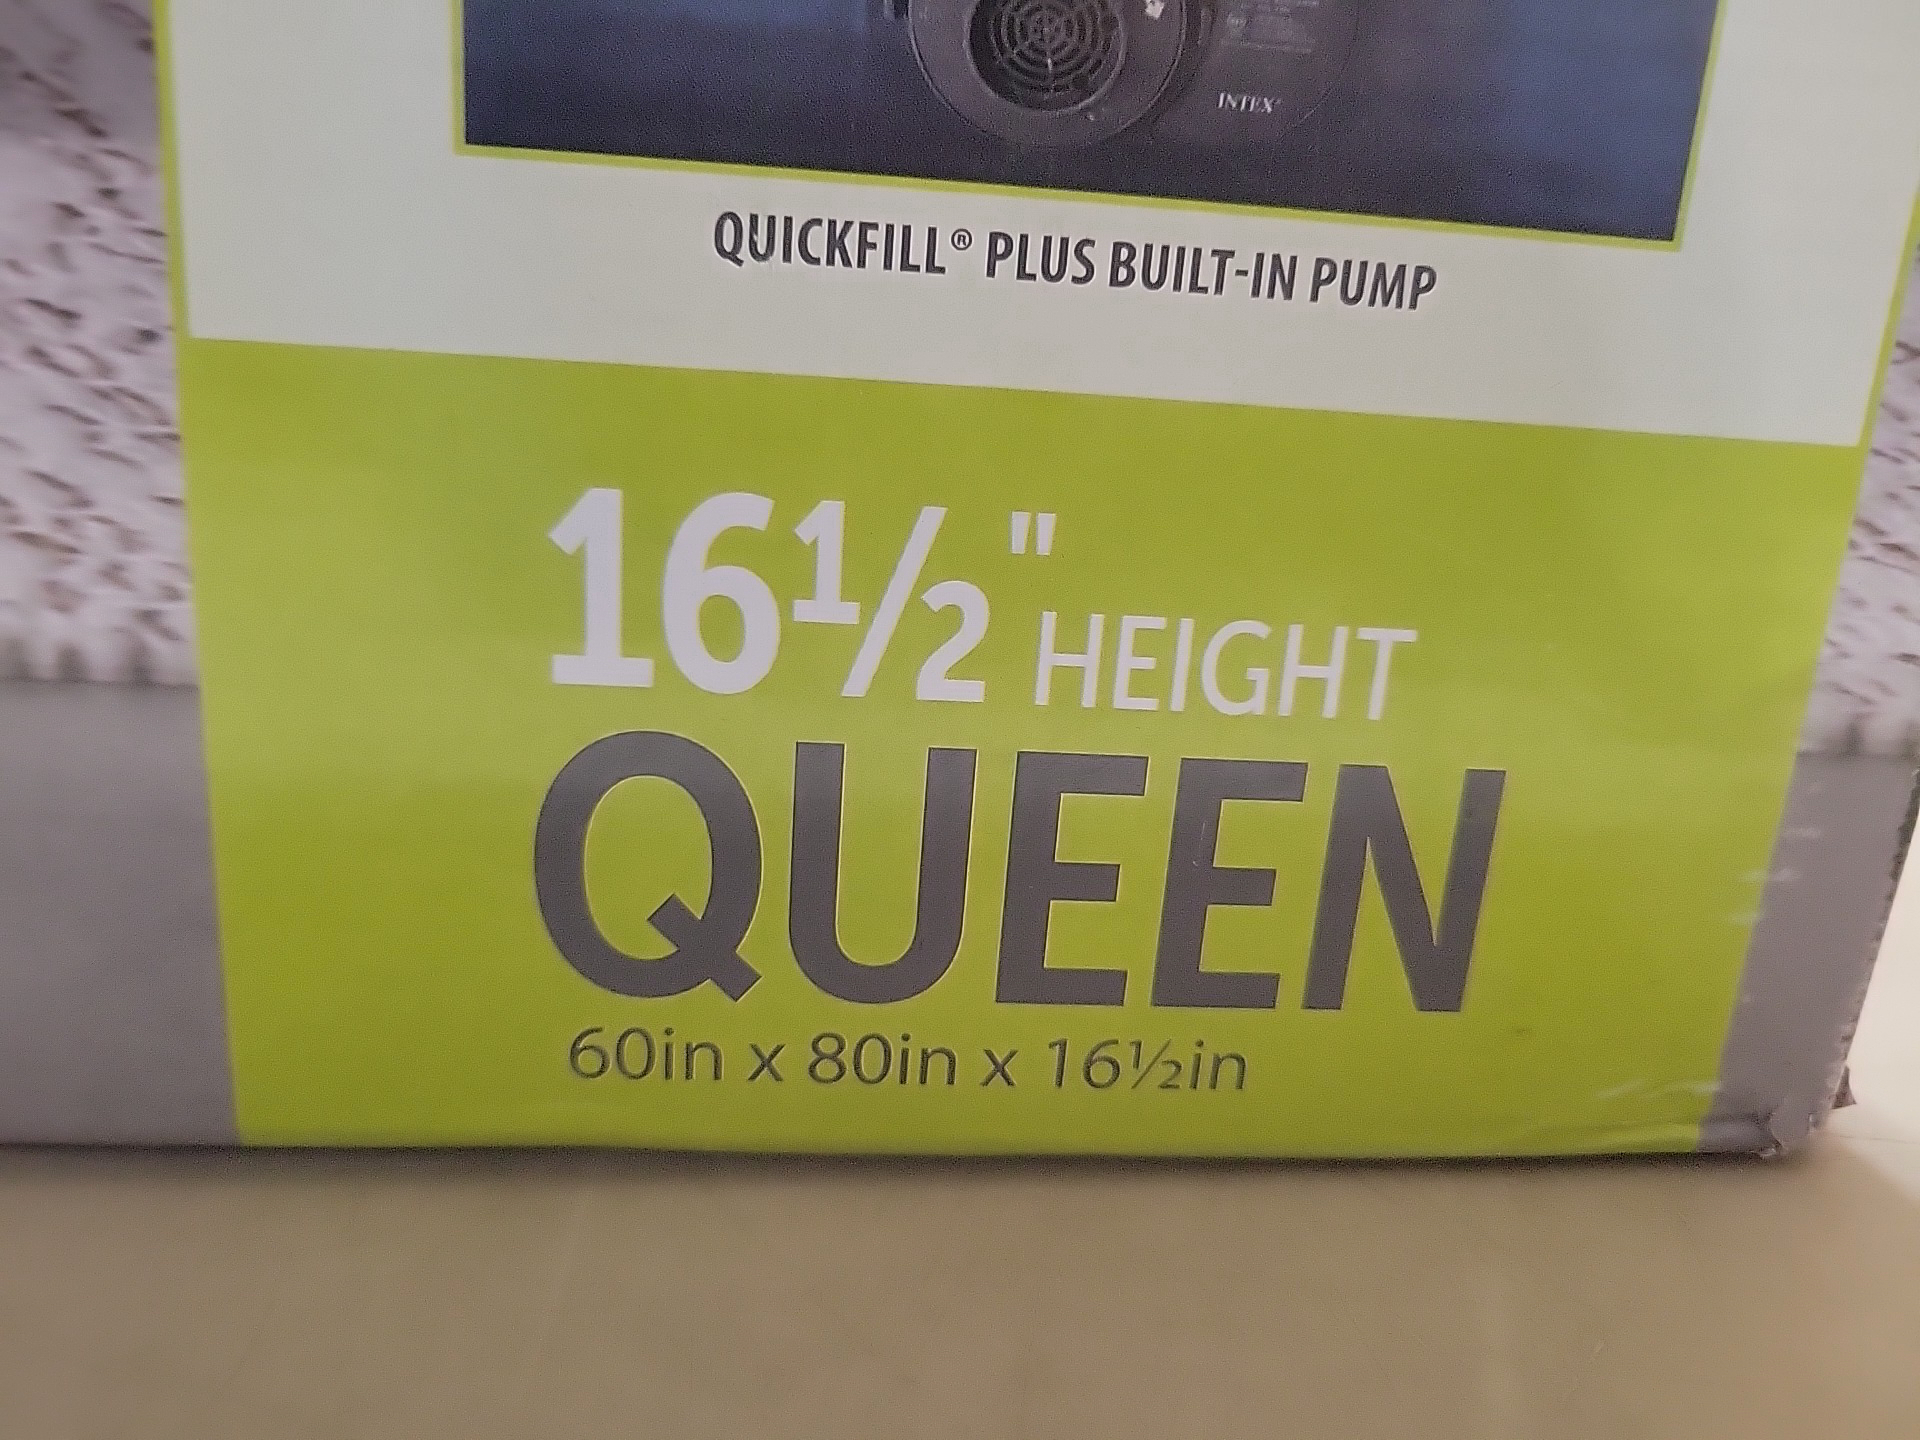 INTEX®
QUICKFILL® PLUS BUILT-IN PUMP
16½" HEIGHT
QUEEN
60in x 80in x 16½in